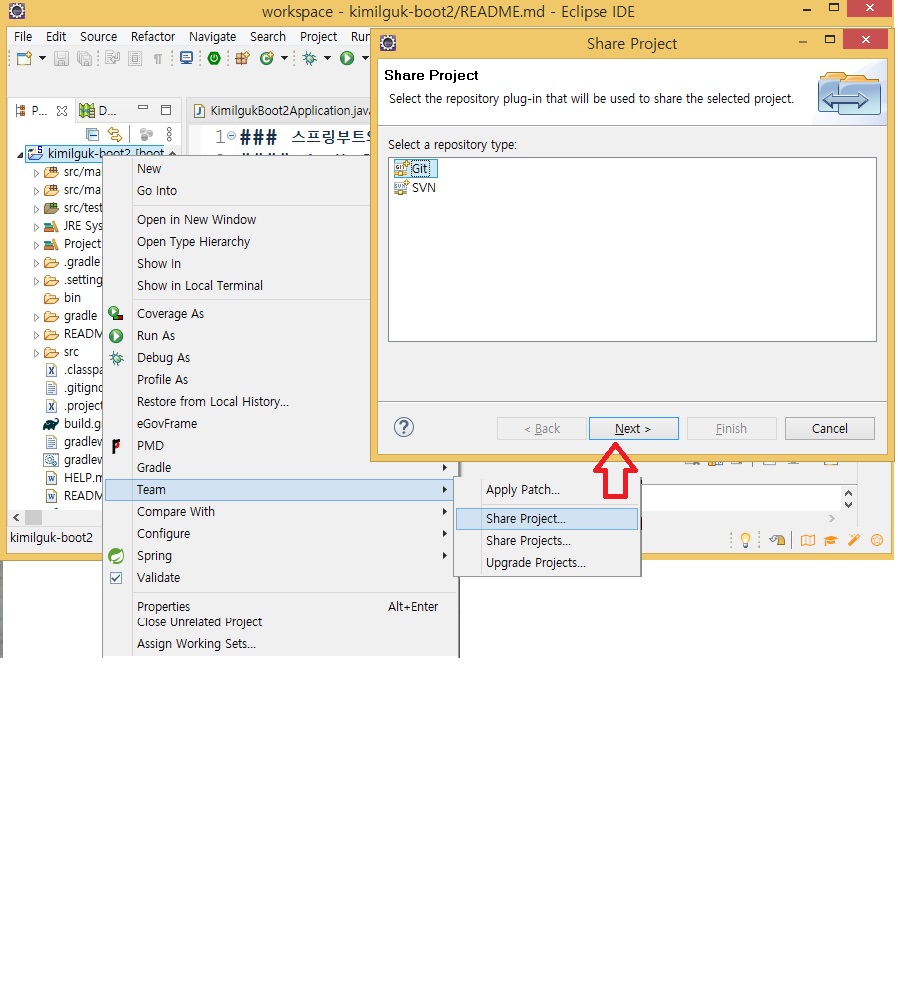 workspace - kimilguk-boot2/README.md - Eclipse IDE
File Edit Source Refactor Navigate Search Project Run
P... D...
KimilgukBoot2Application.java
1 ### 스프링부트
kimilguk-boot2 [boot
src/ma
src/ma
src/test
JRE Sys
Project
.gradle
.setting
bin
gradle
READM
src
.classpa
.gitigno
.project
build.g
gradlew
gradlew
HELP.m
READM
kimilguk-boot2
New
Go Into
Open in New Window
Open Type Hierarchy
Show In
Show in Local Terminal
Coverage As
Run As
Debug As
Profile As
Restore from Local History...
eGovFrame
PMD
Gradle
Team
Compare With
Configure
Spring
Validate
Properties Alt+Enter
Close Unrelated Project
Assign Working Sets...
Apply Patch...
Share Project...
Share Projects...
Upgrade Projects...
Share Project
Share Project
Select the repository plug-in that will be used to share the selected project.
Select a repository type:
GIT Git
SVN SVN
< Back Next > Finish Cancel